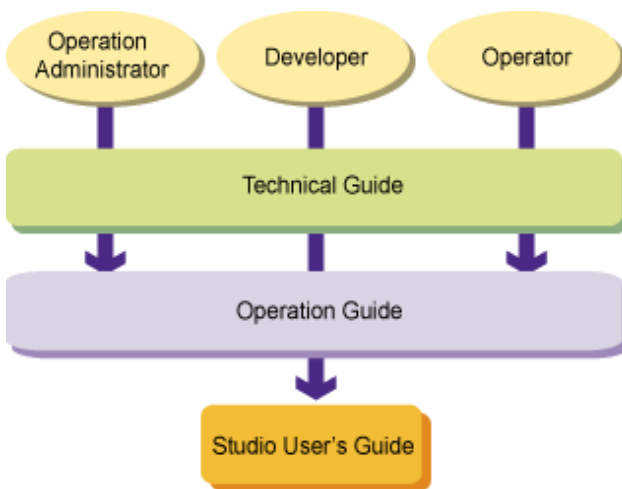 Operation
Administrator
Developer
Operator
Technical Guide
Operation Guide
Studio User's Guide